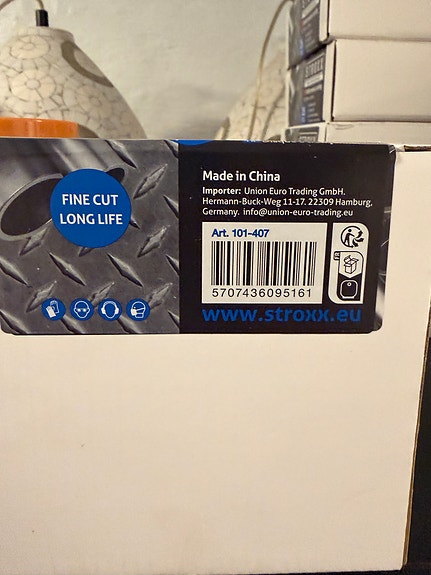 FINE CUT
LONG LIFE
Made in China
Importer: Union Euro Trading GmbH.
Hermann-Buck-Weg 11-17. 22309 Hamburg,
Germany. info@union-euro-trading.eu
Art. 101-407
5707436095161
www.stroxx.eu